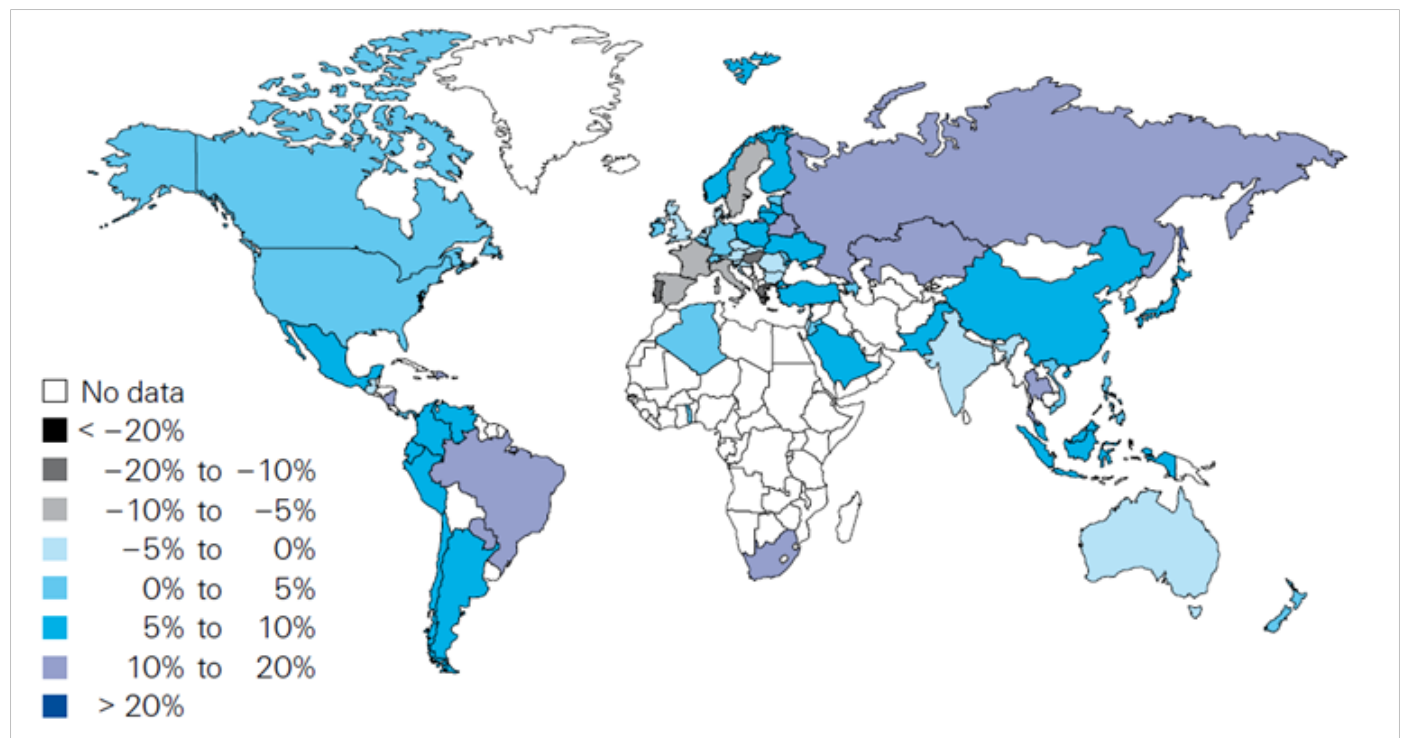 No data
< −20%
−20% to −10%
−10% to −5%
−5% to 0%
0% to 5%
5% to 10%
10% to 20%
> 20%